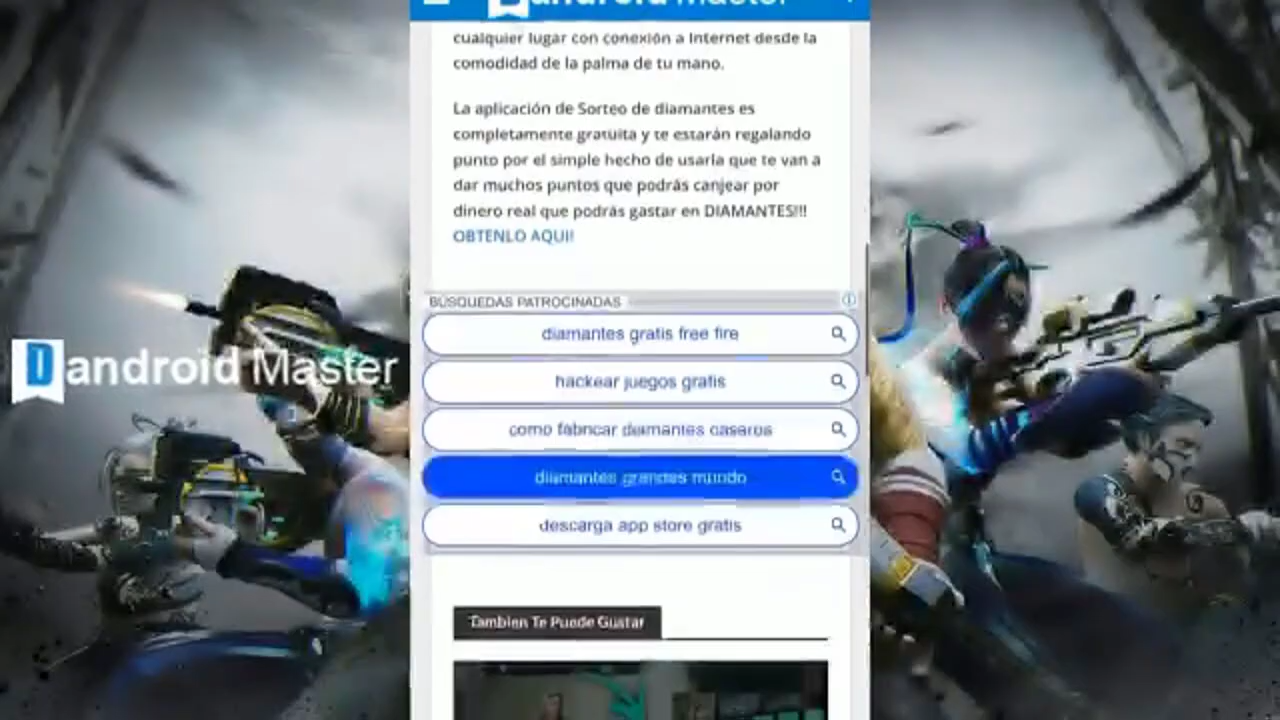 Dandroid Master
cualquier lugar con conexión a Internet desde la
comodidad de la palma de tu mano.
La aplicación de Sorteo de diamantes es
completamente gratuita y te estarán regalando
punto por el simple hecho de usarla que te van a
dar muchos puntos que podrás canjear por
dinero real que podrás gastar en DIAMANTES!!!
OBTENLO AQUI!
BÚSQUEDAS PATROCINADAS
diamantes gratis free fire
hackear juegos gratis
como fabricar diamantes caseros
diamantes grandes mundo
descarga app store gratis
Tambien Te Puede Gustar
Dandroid Master